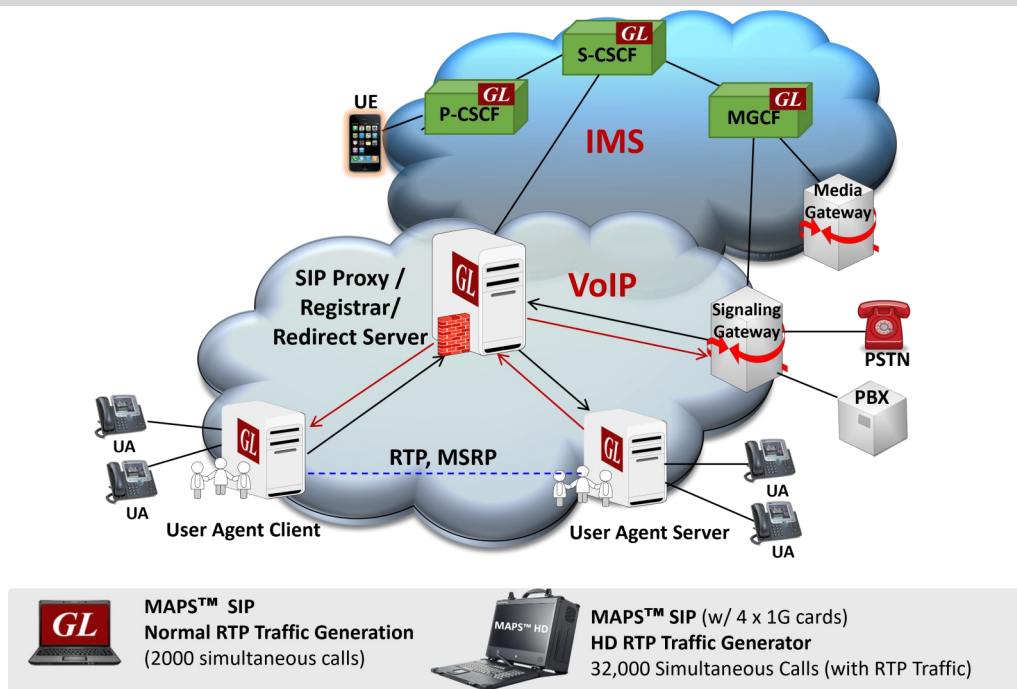 GL
S-CSCF
GL
P-CSCF
GL
MGCF
UE
IMS
Media
Gateway
SIP Proxy /
Registrar/
Redirect Server
GL
VoIP
Signaling
Gateway
PSTN
PBX
UA
UA
GL
RTP, MSRP
GL
UA
UA
User Agent Client
User Agent Server
GL
MAPS™ SIP
Normal RTP Traffic Generation
(2000 simultaneous calls)
MAPS™ HD
MAPS™ SIP (w/ 4 x 1G cards)
HD RTP Traffic Generator
32,000 Simultaneous Calls (with RTP Traffic)